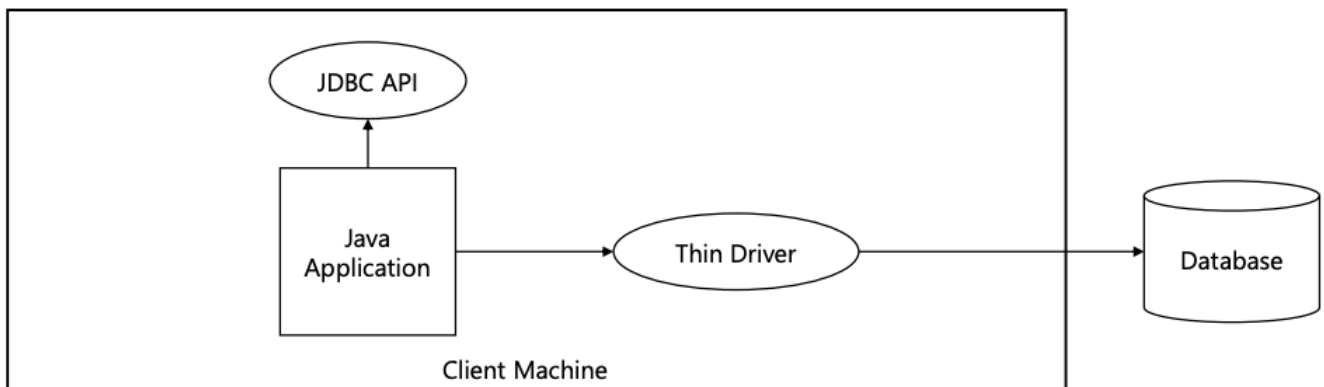 JDBC API
Java
Application
Thin Driver
Database
Client Machine